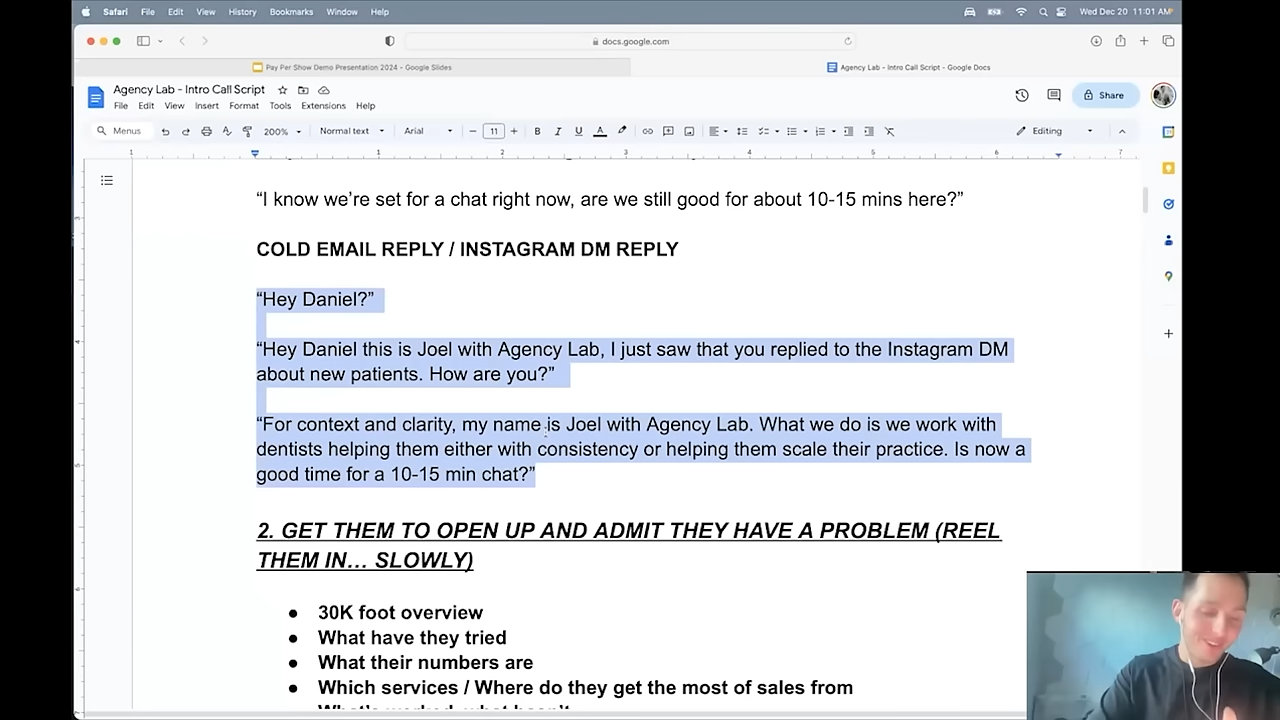 Safari File Edit View History Bookmarks Window Help Wed Dec 20 11:01 AM
docs.google.com
Pay Per Show Demo Presentation 2024 - Google Slides Agency Lab - Intro Call Script - Google Docs
Agency Lab - Intro Call Script
File Edit View Insert Format Tools Extensions Help
Share
Menus 200% Normal text Arial 11 Editing
1 1 2 3 4 5 6 7
“I know we’re set for a chat right now, are we still good for about 10-15 mins here?”
COLD EMAIL REPLY / INSTAGRAM DM REPLY
“Hey Daniel?”
“Hey Daniel this is Joel with Agency Lab, I just saw that you replied to the Instagram DM
about new patients. How are you?”
“For context and clarity, my name is Joel with Agency Lab. What we do is we work with
dentists helping them either with consistency or helping them scale their practice. Is now a
good time for a 10-15 min chat?”
2. GET THEM TO OPEN UP AND ADMIT THEY HAVE A PROBLEM (REEL
THEM IN… SLOWLY)
● 30K foot overview
● What have they tried
● What their numbers are
● Which services / Where do they get the most of sales from